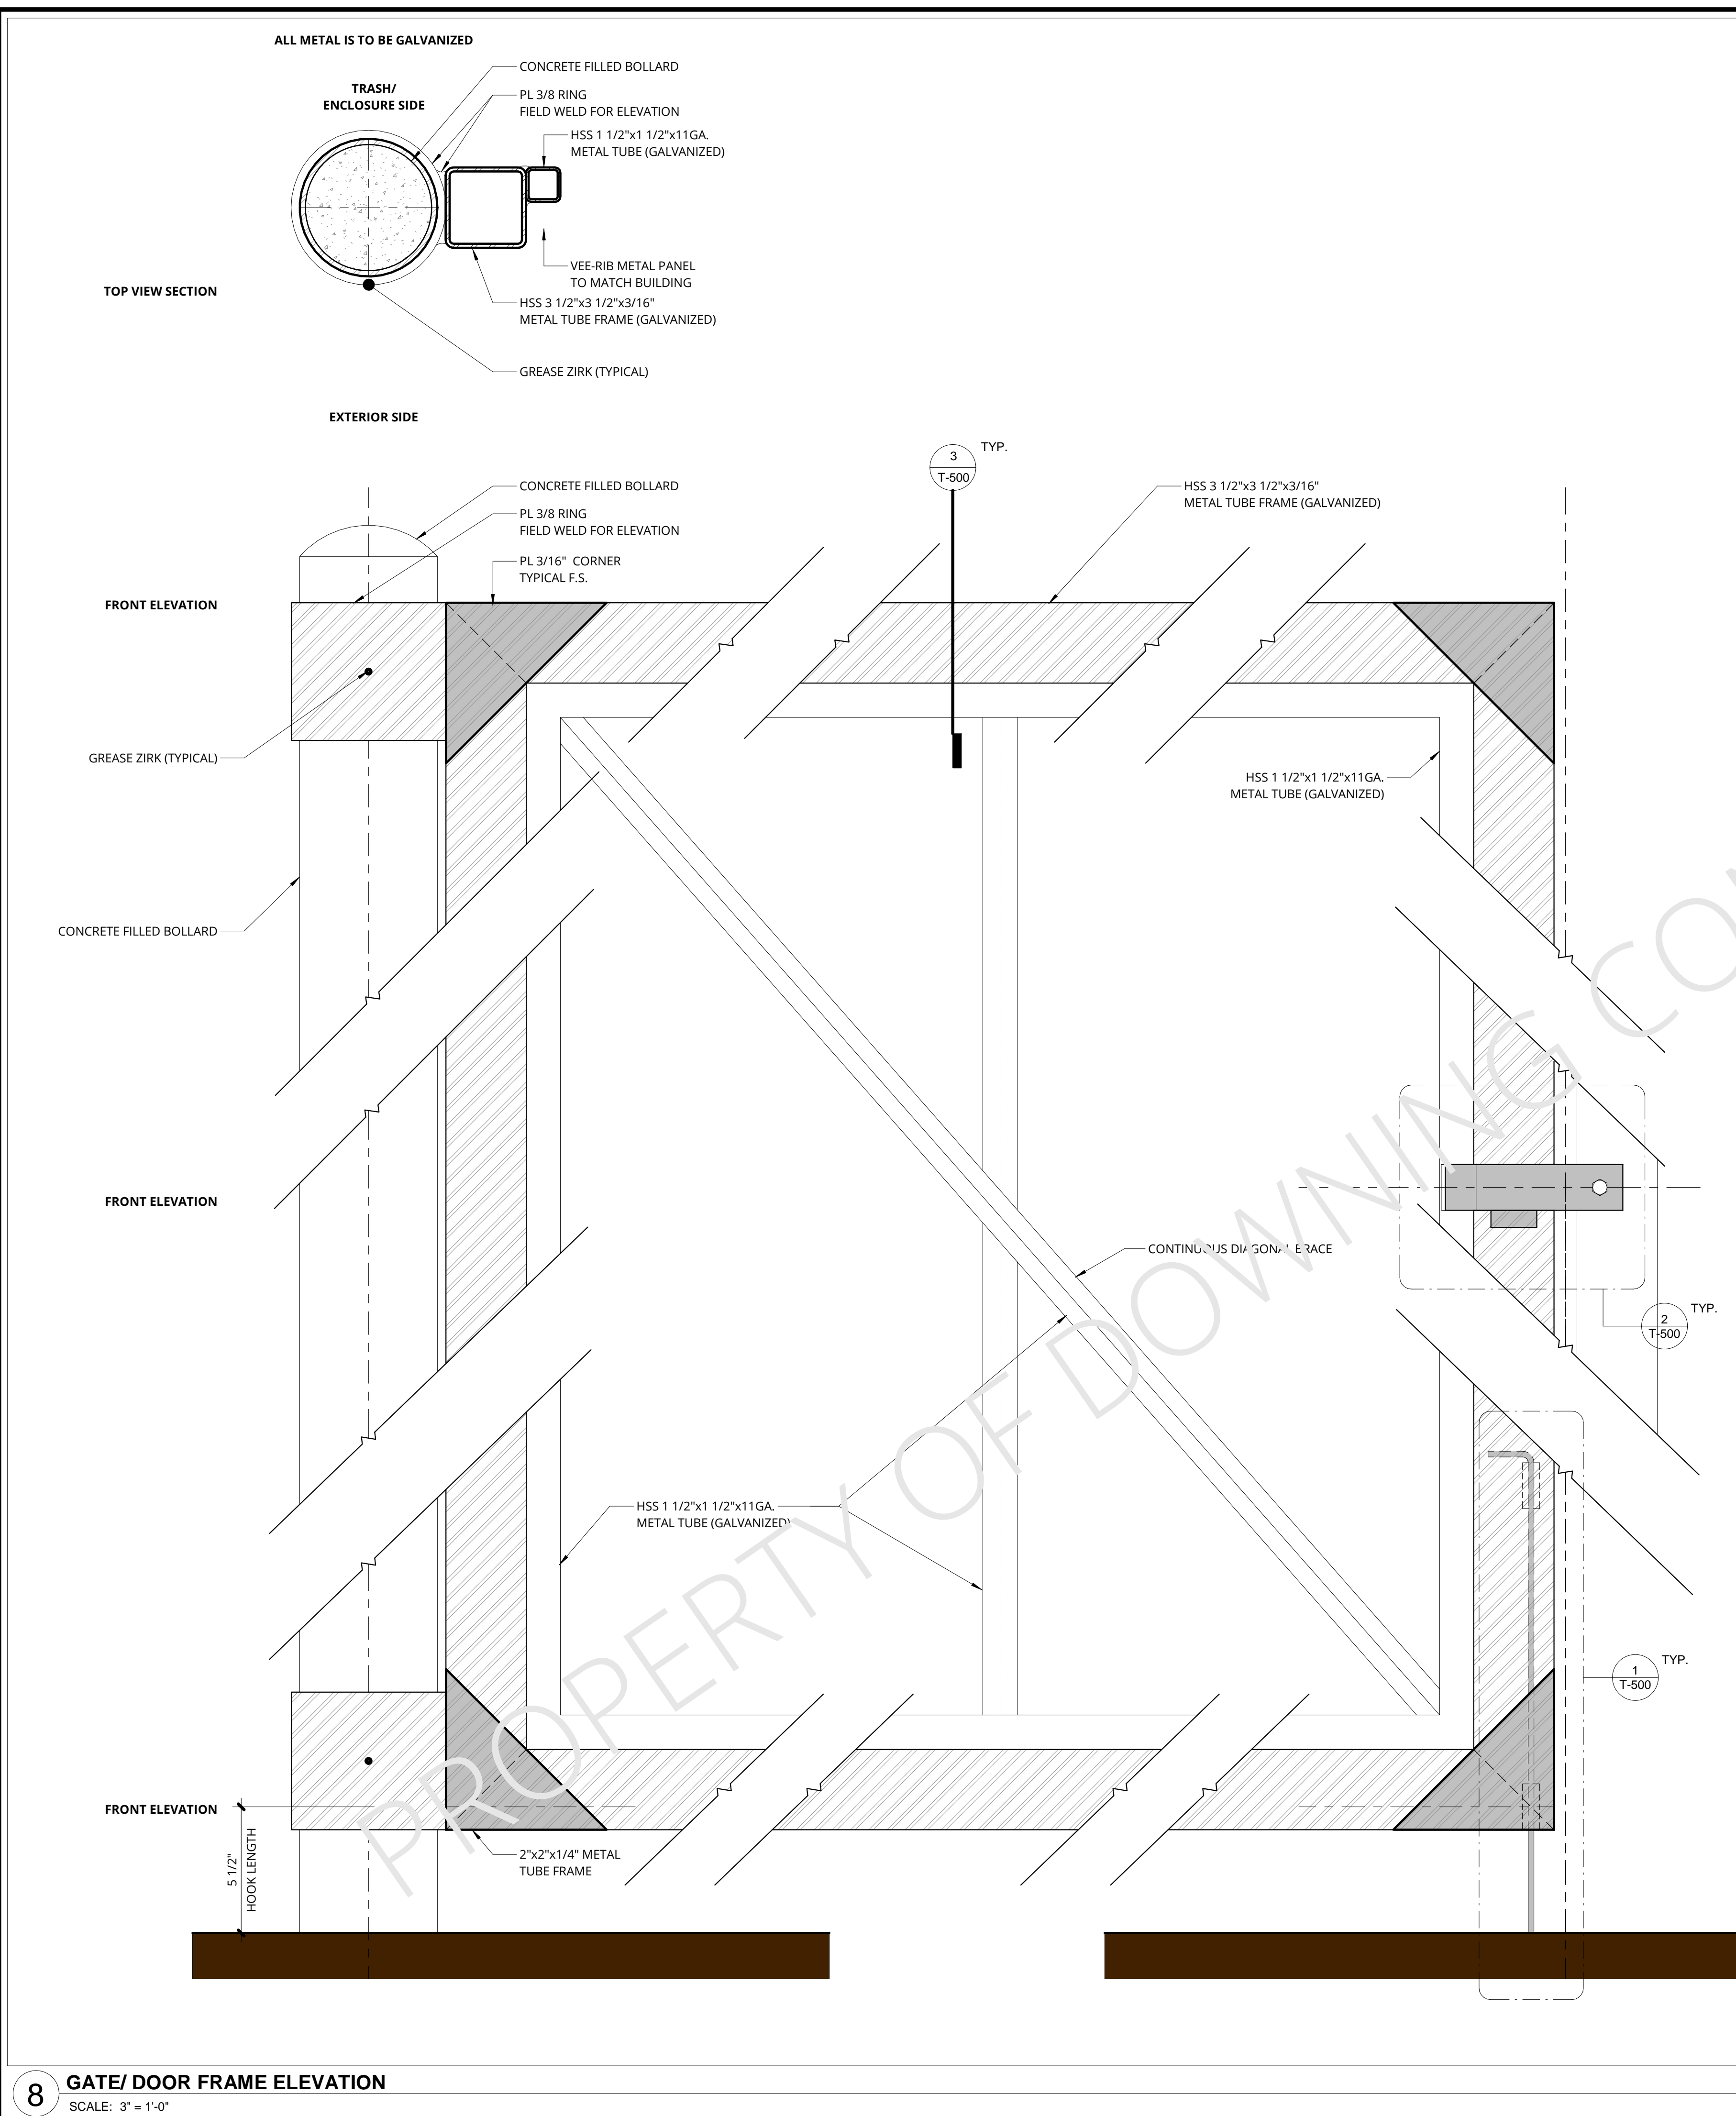 ALL METAL IS TO BE GALVANIZED
CONCRETE FILLED BOLLARD
TRASH/
ENCLOSURE SIDE
PL 3/8 RING
FIELD WELD FOR ELEVATION
HSS 1 1/2"x1 1/2"x11GA.
METAL TUBE (GALVANIZED)
VEE-RIB METAL PANEL
TO MATCH BUILDING
TOP VIEW SECTION
HSS 3 1/2"x3 1/2"x3/16"
METAL TUBE FRAME (GALVANIZED)
GREASE ZIRK (TYPICAL)
EXTERIOR SIDE
3
T-500
TYP.
CONCRETE FILLED BOLLARD
PL 3/8 RING
FIELD WELD FOR ELEVATION
HSS 3 1/2"x3 1/2"x3/16"
METAL TUBE FRAME (GALVANIZED)
PL 3/16" CORNER
TYPICAL F.S.
FRONT ELEVATION
GREASE ZIRK (TYPICAL)
HSS 1 1/2"x1 1/2"x11GA.
METAL TUBE (GALVANIZED)
CONCRETE FILLED BOLLARD
FRONT ELEVATION
CONTINUOUS DIAGONAL BRACE
2
T-500
TYP.
HSS 1 1/2"x1 1/2"x11GA.
METAL TUBE (GALVANIZED)
1
T-500
TYP.
FRONT ELEVATION
5 1/2"
HOOK LENGTH
2"x2"x1/4" METAL
TUBE FRAME
PROPERTY OF DOWNING
8
GATE/ DOOR FRAME ELEVATION
SCALE: 3" = 1'-0"